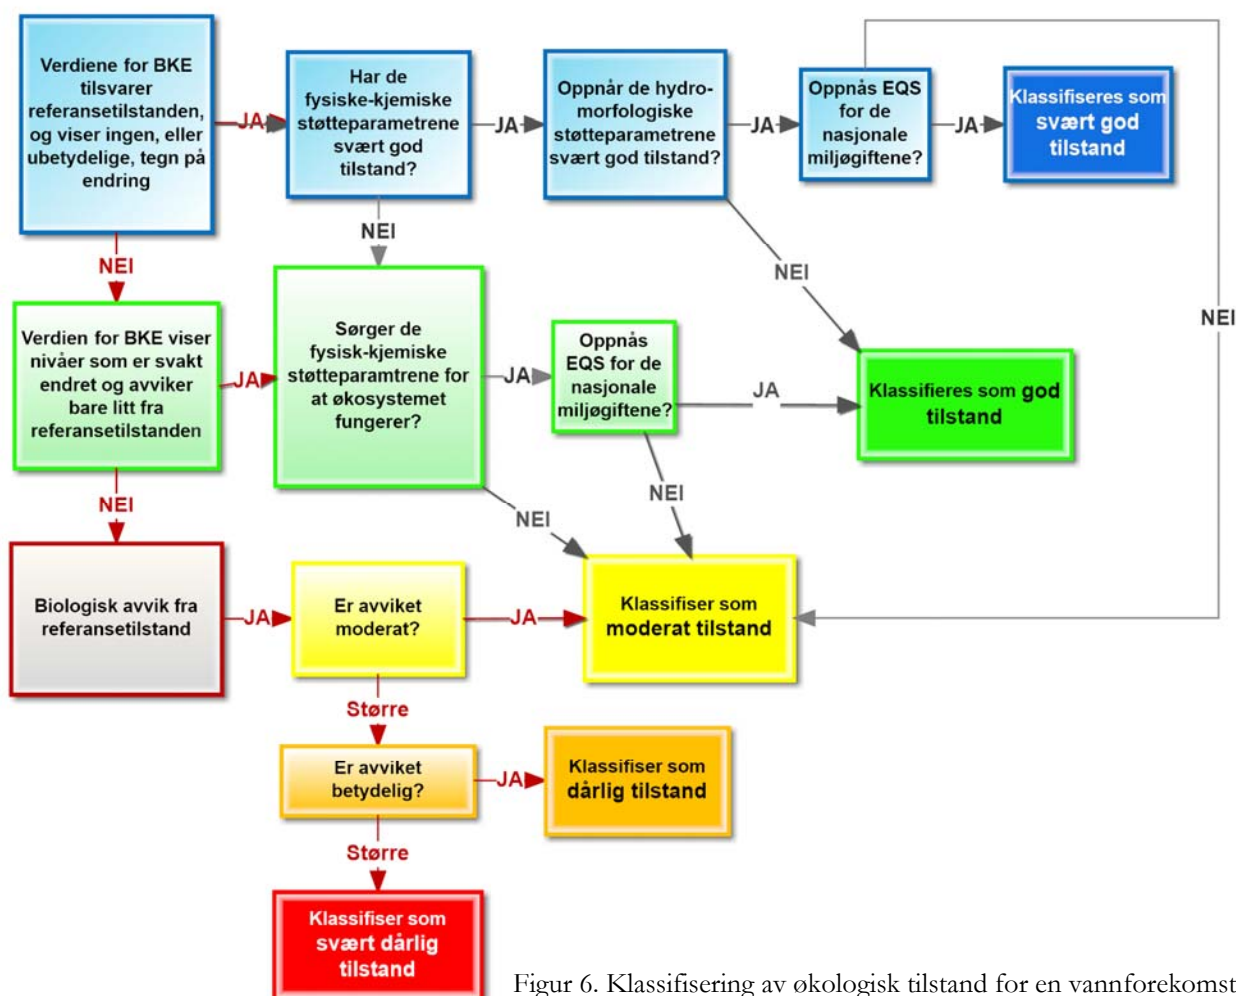 Verdiene for BKE
tilsvarer
referansetilstanden,
og viser ingen, eller
ubetydelige, tegn på
endring
JA
Har de
fysiske-kjemiske
støtteparametrene
svært god
tilstand?
JA
Oppnår de hydro-
morfologiske
støtteparametrene
svært god tilstand?
JA
Oppnås EQS
for de
nasjonale
miljøgiftene?
JA
Klassifiseres som
svært god
tilstand
NEI
NEI
NEI
NEI
Verdien for BKE viser
nivåer som er svakt
endret og avviker
bare litt fra
referansetilstanden
JA
Sørger de
fysisk-kjemiske
støtteparamtrene for
at økosystemet
fungerer?
JA
Oppnås
EQS for de
nasjonale
miljøgiftene?
JA
Klassifieres som god
tilstand
NEI
NEI
NEI
Biologisk avvik fra
referansetilstand
JA
Er avviket
moderat?
JA
Klassifiser som
moderat tilstand
Større
Er avviket
betydelig?
JA
Klassifiser som
dårlig tilstand
Større
Klassifiser som
svært dårlig
tilstand
Figur 6. Klassifisering av økologisk tilstand for en vannforekomst